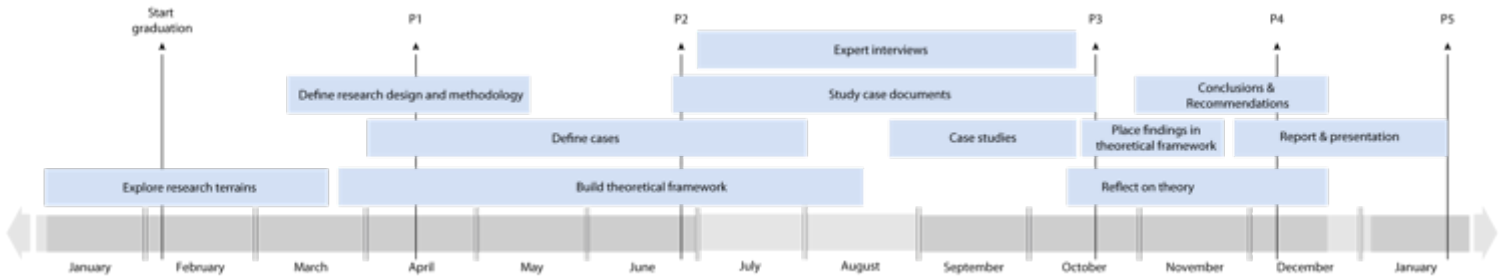 Start
graduation
P1
P2
P3
P4
P5
Expert interviews
Define research design and methodology
Study case documents
Conclusions &
Recommendations
Define cases
Case studies
Place findings in
theoretical framework
Report & presentation
Explore research terrains
Build theoretical framework
Reflect on theory
January
February
March
April
May
June
July
August
September
October
November
December
January